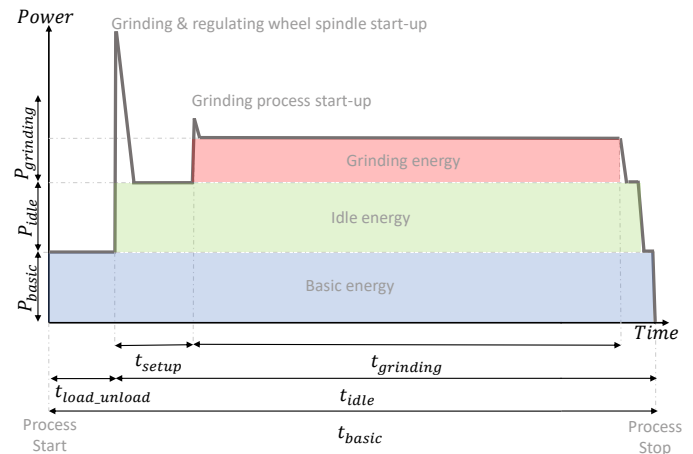 Power
Grinding & regulating wheel spindle start-up
Grinding process start-up
P_grinding
Grinding energy
P_idle
Idle energy
P_basic
Basic energy
Time
t_setup
t_grinding
t_load_unload
t_idle
Process
Start
t_basic
Process
Stop